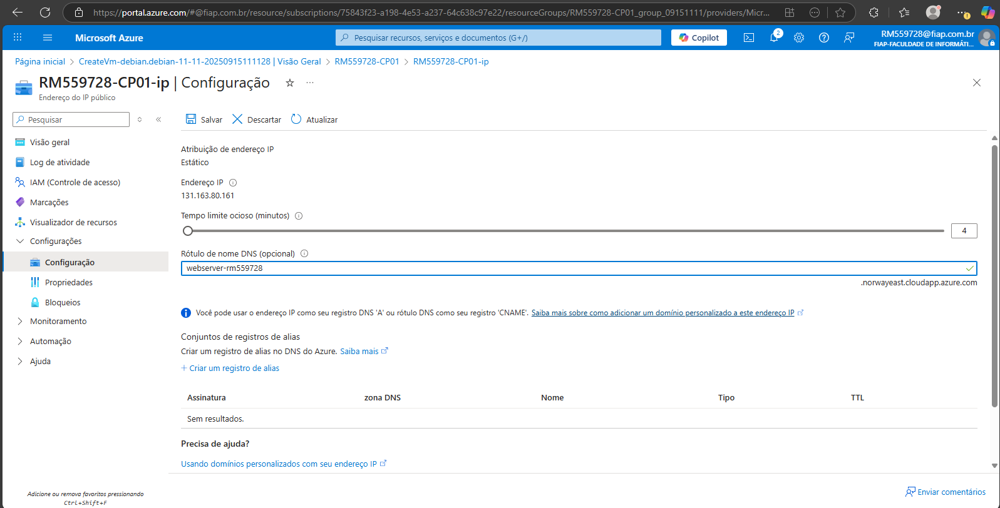 https://portal.azure.com/#@fiap.com.br/resource/subscriptions/75843f23-a198-4e53-a237-64c638c97e22/resourceGroups/RM559728-CP01_group_09151111/providers/Micr...
Microsoft Azure
Pesquisar recursos, serviços e documentos (G+/)
Copilot
2
RM559728@fiap.com.br
FIAP-FACULDADE DE INFORMÁTI...
Página inicial > CreateVm-debian.debian-11-11-20250915111128 | Visão Geral > RM559728-CP01 > RM559728-CP01-ip
RM559728-CP01-ip | Configuração
Endereço do IP público
Pesquisar
Salvar
Descartar
Atualizar
Visão geral
Log de atividade
IAM (Controle de acesso)
Marcações
Visualizador de recursos
Configurações
Configuração
Propriedades
Bloqueios
Monitoramento
Automação
Ajuda
Atribuição de endereço IP
Estático
Endereço IP
131.163.80.161
Tempo limite ocioso (minutos)
4
Rótulo de nome DNS (opcional)
webserver-rm559728
.norwayeast.cloudapp.azure.com
Você pode usar o endereço IP como seu registro DNS 'A' ou rótulo DNS como seu registro 'CNAME'. Saiba mais sobre como adicionar um domínio personalizado a este endereço IP
Conjuntos de registros de alias
Criar um registro de alias no DNS do Azure. Saiba mais
+ Criar um registro de alias
Assinatura zona DNS Nome Tipo TTL
Sem resultados.
Precisa de ajuda?
Usando domínios personalizados com seu endereço IP
Adicione ou remova favoritos pressionando
Ctrl+Shift+F
Enviar comentários